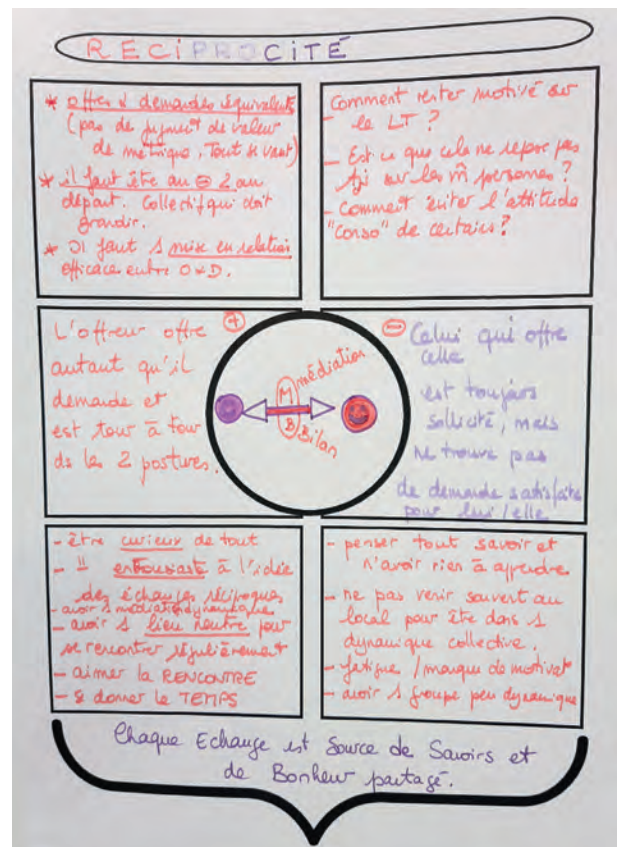 RECIPROCITÉ
* offres & demandes équivalentes
(pas de jugement de valeur
de métrique. Tout se vaut)
* il faut être au ⊖ 2 au
départ. Collectif qui doit
grandir.
* Il faut 1 mise en relation
efficace entre O & D.
Comment rester motivé sur
le LT ?
- Est ce que cela ne repose pas
tjs sur les m̂ personnes ?
- Comment éviter l'attitude
"conso" de certains ?
L'offreur offre ⊕
autant qu'il
demande et
est tour à tour
ds les 2 postures.
M médiation
B Bilan
⊖ Celui qui offre
celle
est toujours
sollicité, mais
ne trouve pas
de demande satisfaite
pour lui/elle
- être curieux de tout
- " enthousiaste à l'idée
des échanges réciproques
- avoir 1 médiation dynamique
- avoir 1 lieu neutre pour
se rencontrer régulièrement
- aimer la RENCONTRE
- se donner le TEMPS
- penser tout savoir et
n'avoir rien à apprendre
- ne pas venir souvent au
local pour être dans 1
dynamique collective.
- fatigue / manque de motivat°
- avoir 1 groupe peu dynamique
Chaque Echange est Source de Savoirs et
de Bonheur partagé.